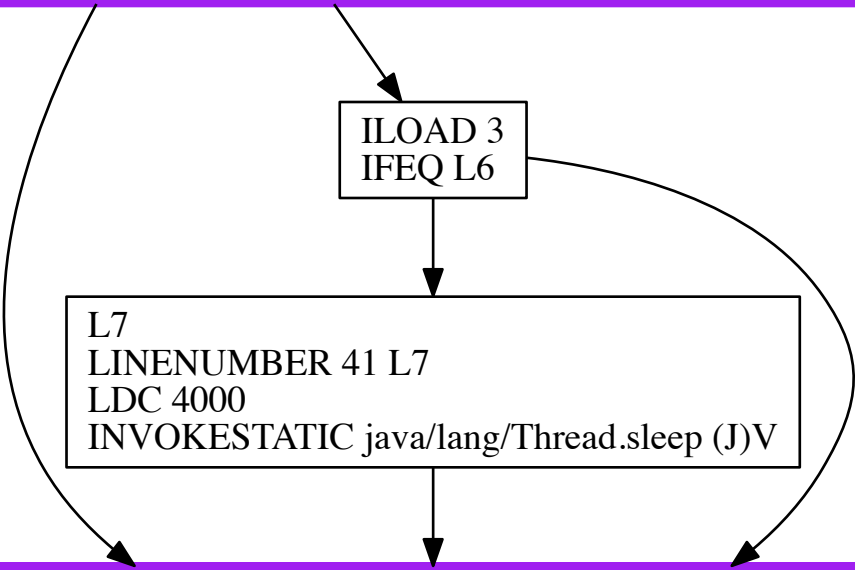 ILOAD 3
IFEQ L6
L7
LINENUMBER 41 L7
LDC 4000
INVOKESTATIC java/lang/Thread.sleep (J)V